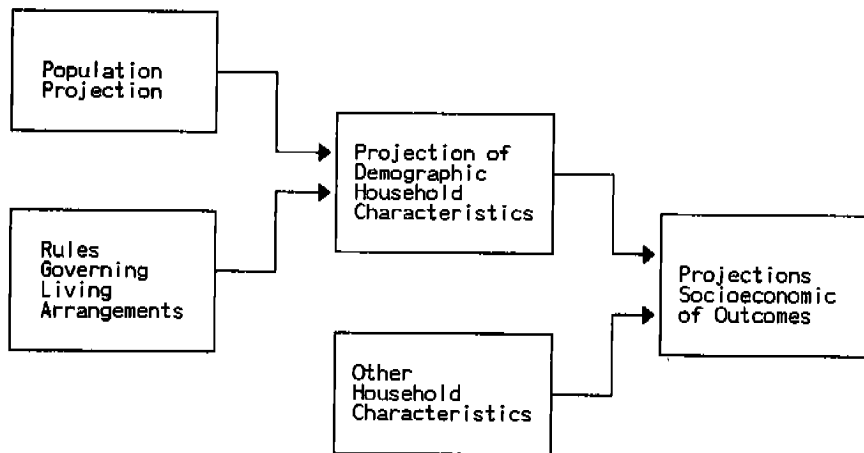 Population
Projection
Rules
Governing
Living
Arrangements
Projection of
Demographic
Household
Characteristics
Other
Household
Characteristics
Projections
Socioeconomic
of Outcomes